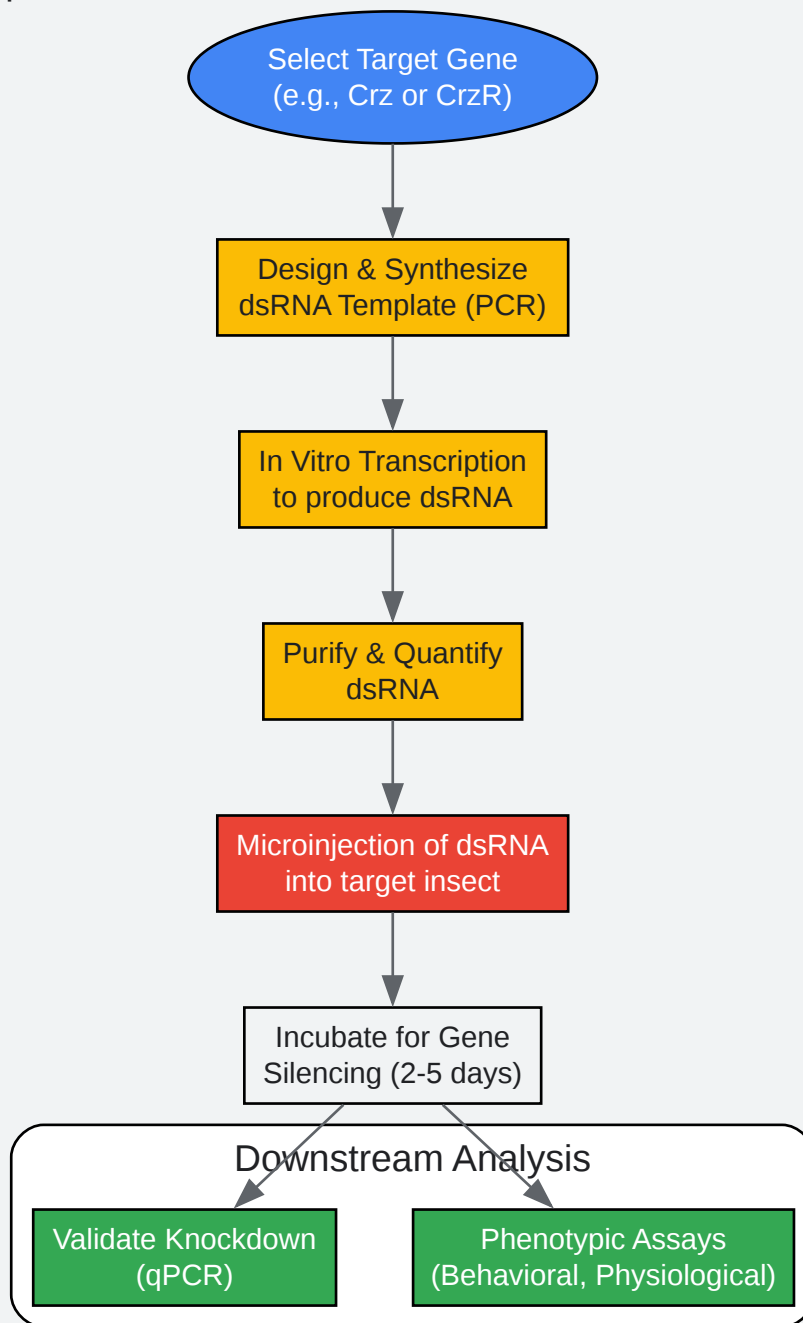 Select Target Gene
(e.g., Crz or CrzR)
Design & Synthesize
dsRNA Template (PCR)
In Vitro Transcription
to produce dsRNA
Purify & Quantify
dsRNA
Microinjection of dsRNA
into target insect
Incubate for Gene
Silencing (2-5 days)
Downstream Analysis
Validate Knockdown
(qPCR)
Phenotypic Assays
(Behavioral, Physiological)